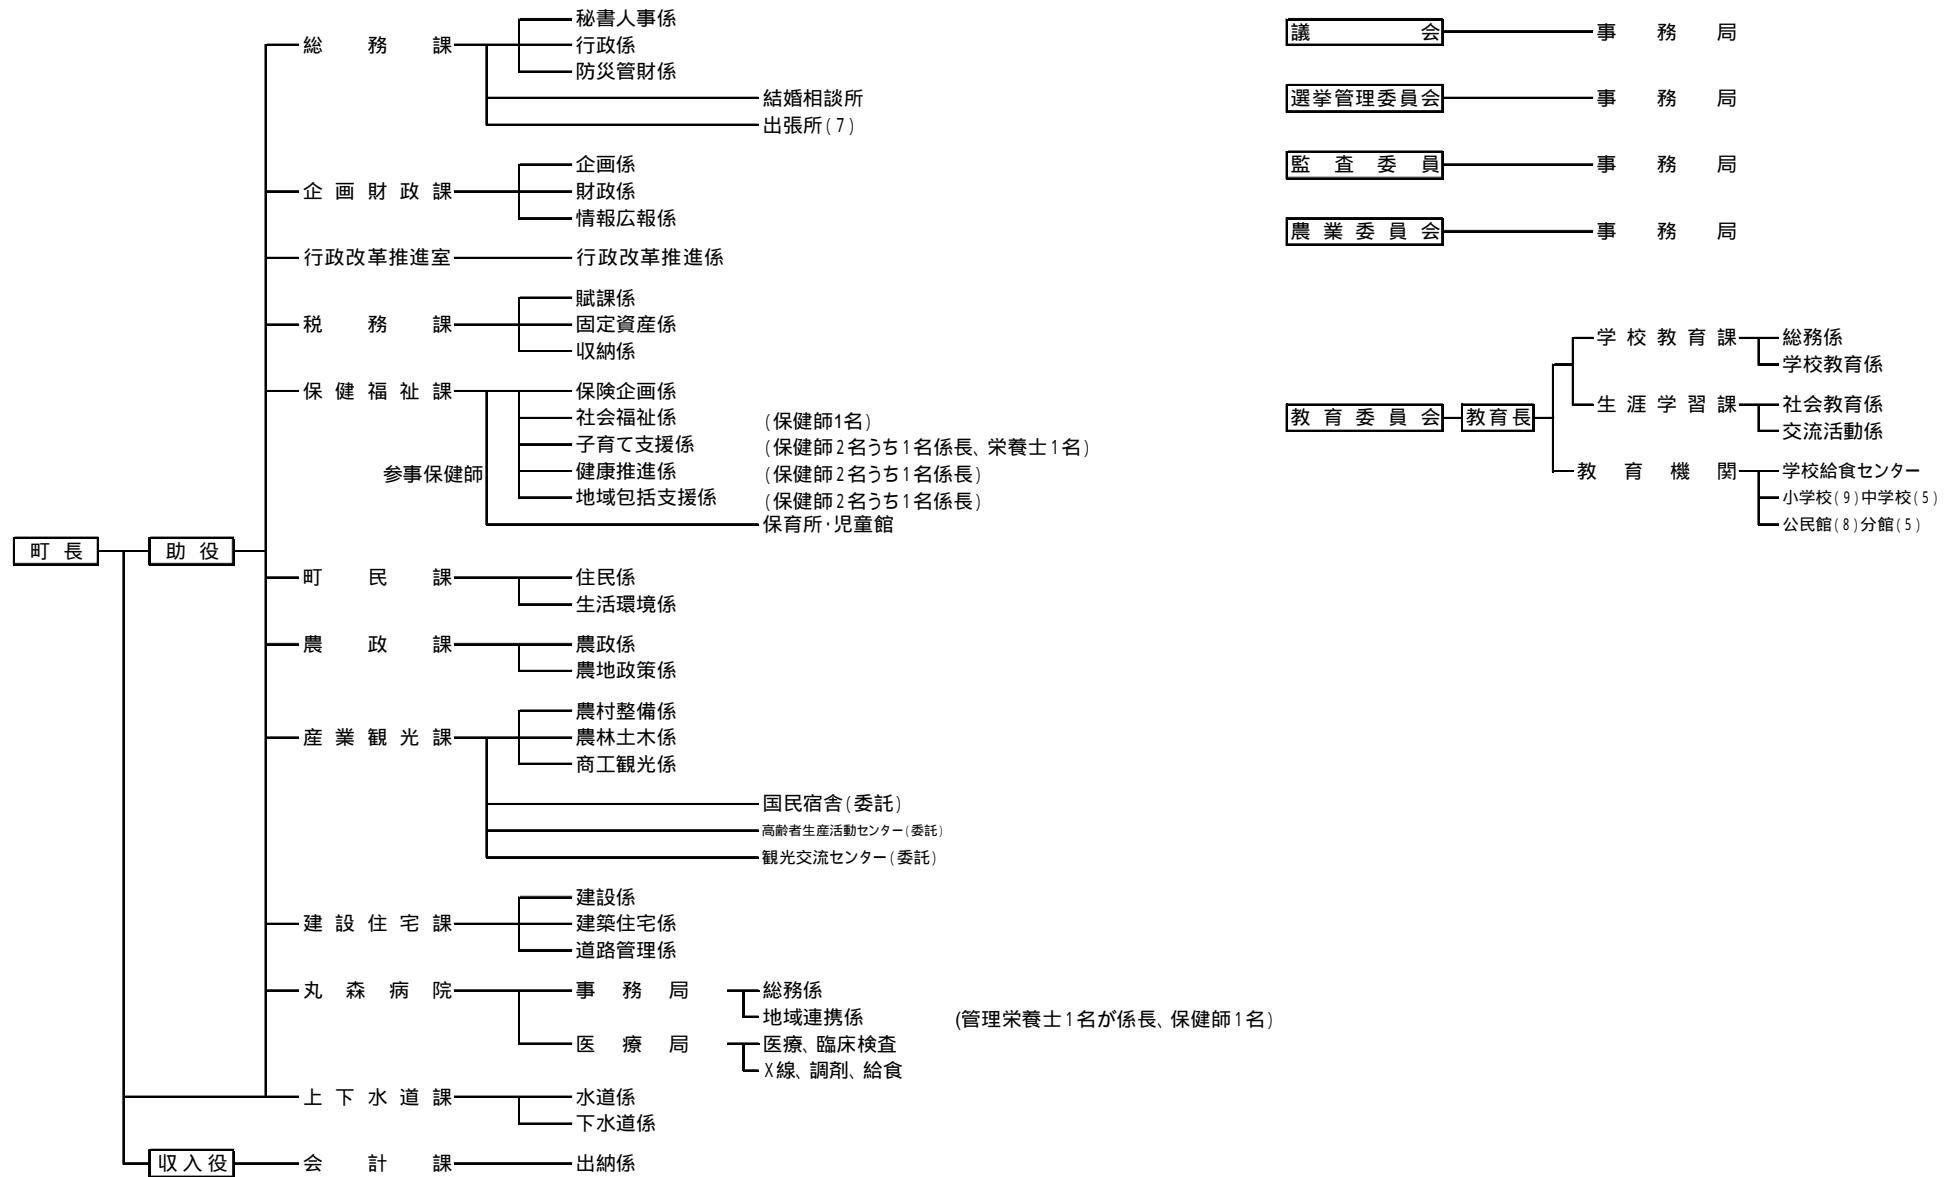 秘書人事係
総務課
行政係
防災管財係
結婚相談所
出張所(7)
企画係
企画財政課
財政係
情報広報係
行政改革推進室
行政改革推進係
賦課係
税務課
固定資産係
収納係
保健福祉課
保険企画係
社会福祉係 (保健師1名)
子育て支援係 (保健師2名うち1名係長、栄養士1名)
参事保健師
健康推進係 (保健師2名うち1名係長)
地域包括支援係 (保健師2名うち1名係長)
保育所・児童館
町長
助役
町民課
住民係
生活環境係
農政課
農政係
農地政策係
農村整備係
産業観光課
農林土木係
商工観光係
国民宿舎(委託)
高齢者生産活動センター(委託)
観光交流センター(委託)
建設係
建設住宅課
建築住宅係
道路管理係
丸森病院
事務局
総務係
地域連携係 (管理栄養士1名が係長、保健師1名)
医療局
医療、臨床検査
X線、調剤、給食
上下水道課
水道係
下水道係
収入役
会計課
出納係
議会
事務局
選挙管理委員会
事務局
監査委員
事務局
農業委員会
事務局
学校教育課
総務係
学校教育係
教育委員会
教育長
生涯学習課
社会教育係
交流活動係
教育機関
学校給食センター
小学校(9)中学校(5)
公民館(8)分館(5)